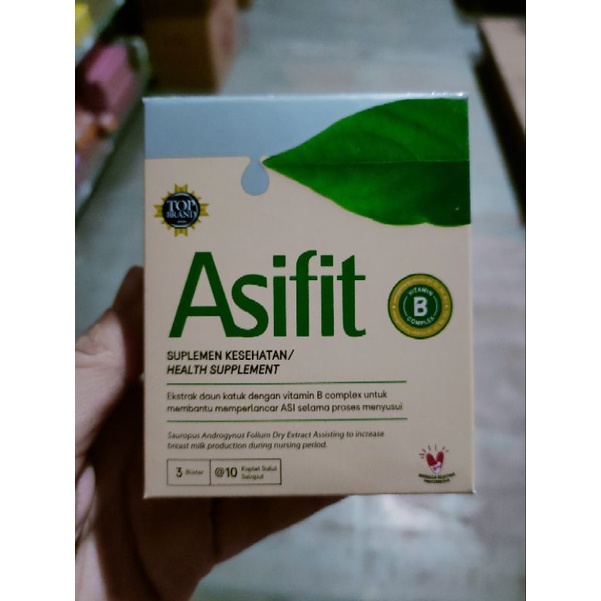 TOP
BRAND
Asifit
VITAMIN
B
COMPLEX
SUPLEMEN KESEHATAN/
HEALTH SUPPLEMENT
Ekstrak daun katuk dengan vitamin B complex untuk
membantu memperlancar ASI selama proses menyusui
Sauropus Androgynus Folium Dry Extract Assisting to increase
breast milk production during nursing period.
3 Blister
@10 Kaplet Salut
Selaput